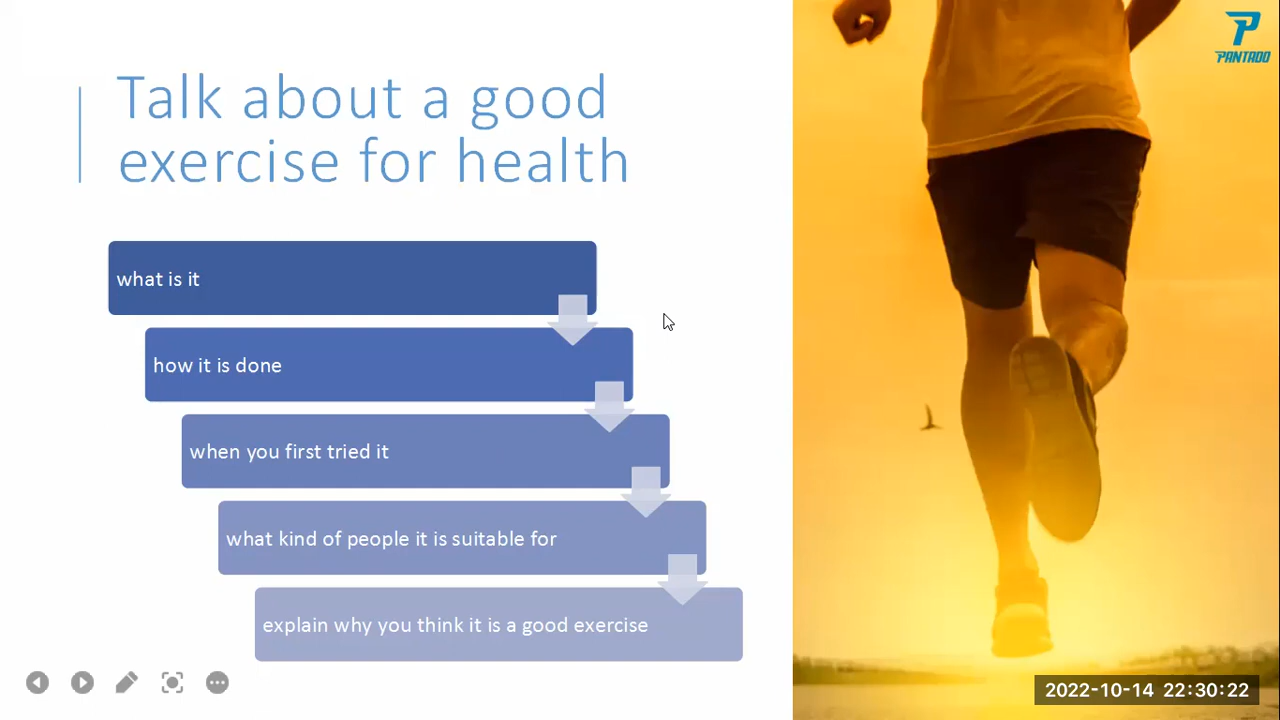 PANTADO
Talk about a good
exercise for health
what is it
how it is done
when you first tried it
what kind of people it is suitable for
explain why you think it is a good exercise
2022-10-14 22:30:22